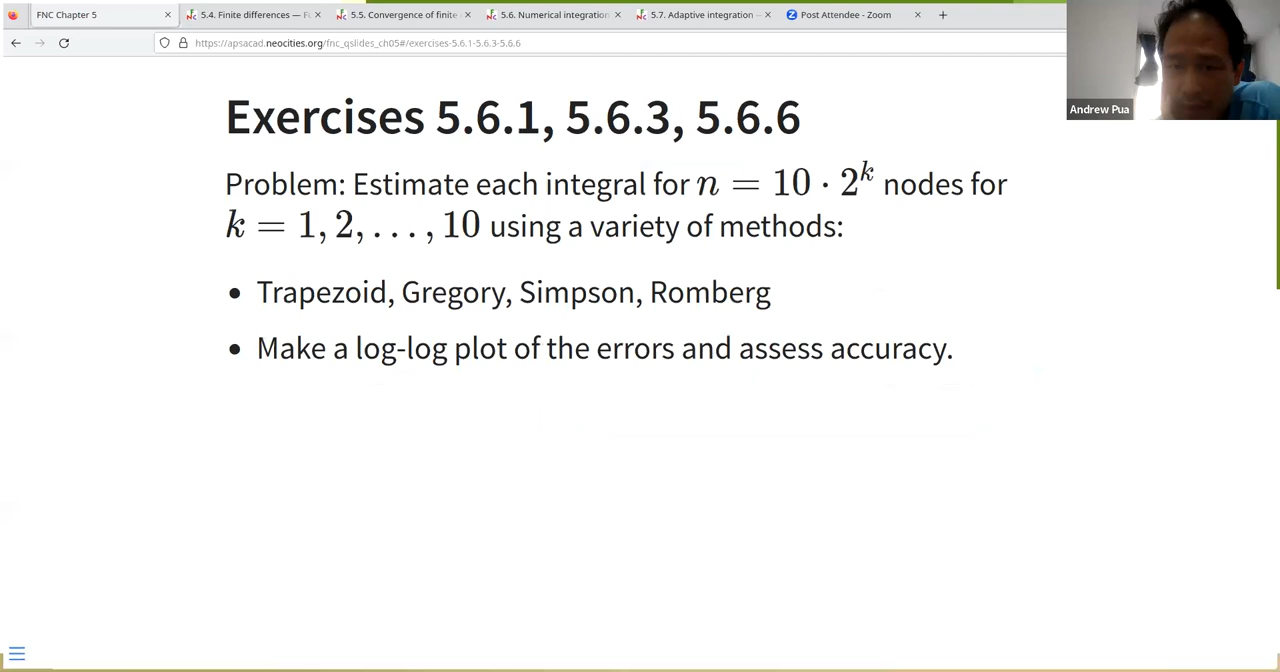 FNC Chapter 5
5.4. Finite differences — F
5.5. Convergence of finite
5.6. Numerical integration
5.7. Adaptive integration —
Post Attendee - Zoom
https://apsacad.neocities.org/fnc_qslides_ch05#/exercises-5.6.1-5.6.3-5.6.6
Andrew Pua
Exercises 5.6.1, 5.6.3, 5.6.6
Problem: Estimate each integral for n = 10 · 2^k nodes for
k = 1, 2, . . . , 10 using a variety of methods:
• Trapezoid, Gregory, Simpson, Romberg
• Make a log-log plot of the errors and assess accuracy.